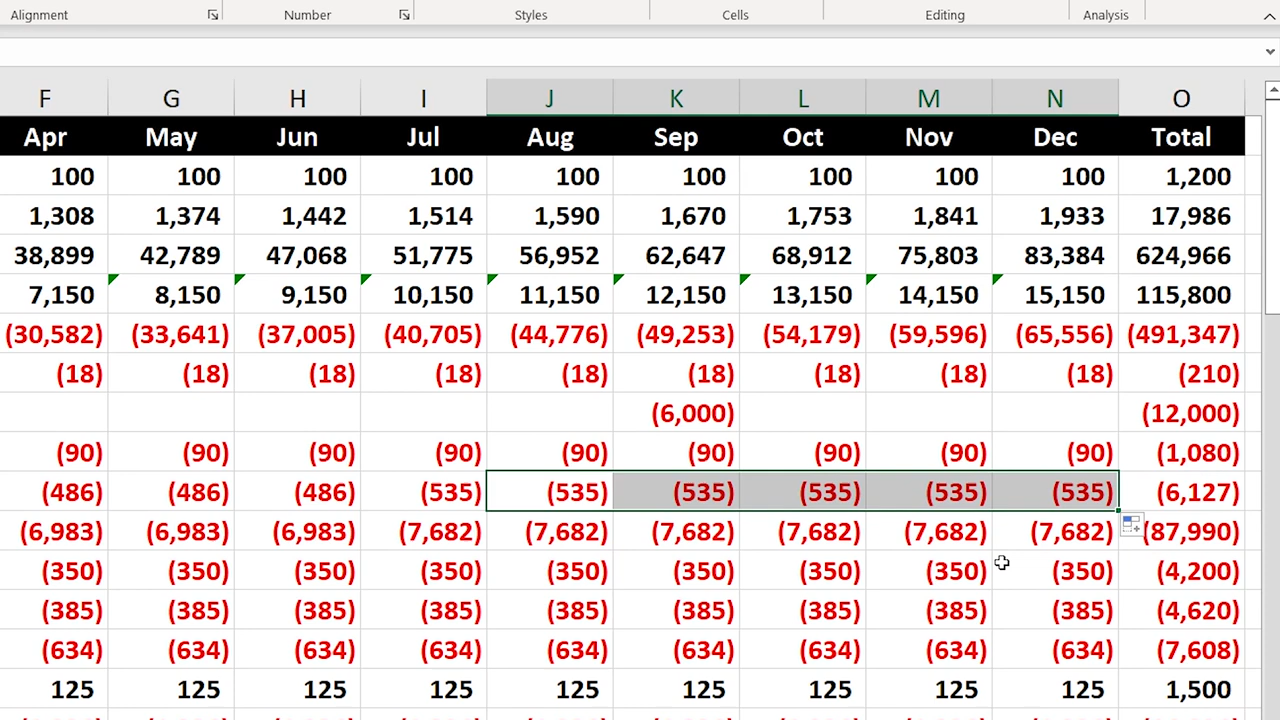 Alignment Number Styles Cells Editing Analysis
F G H I J K L M N O
Apr May Jun Jul Aug Sep Oct Nov Dec Total
100 100 100 100 100 100 100 100 100 1,200
1,308 1,374 1,442 1,514 1,590 1,670 1,753 1,841 1,933 17,986
38,899 42,789 47,068 51,775 56,952 62,647 68,912 75,803 83,384 624,966
7,150 8,150 9,150 10,150 11,150 12,150 13,150 14,150 15,150 115,800
(30,582) (33,641) (37,005) (40,705) (44,776) (49,253) (54,179) (59,596) (65,556) (491,347)
(18) (18) (18) (18) (18) (18) (18) (18) (18) (210)
(6,000) (12,000)
(90) (90) (90) (90) (90) (90) (90) (90) (90) (1,080)
(486) (486) (486) (535) (535) (535) (535) (535) (535) (6,127)
(6,983) (6,983) (6,983) (7,682) (7,682) (7,682) (7,682) (7,682) (7,682) (87,990)
(350) (350) (350) (350) (350) (350) (350) (350) (350) (4,200)
(385) (385) (385) (385) (385) (385) (385) (385) (385) (4,620)
(634) (634) (634) (634) (634) (634) (634) (634) (634) (7,608)
125 125 125 125 125 125 125 125 125 1,500